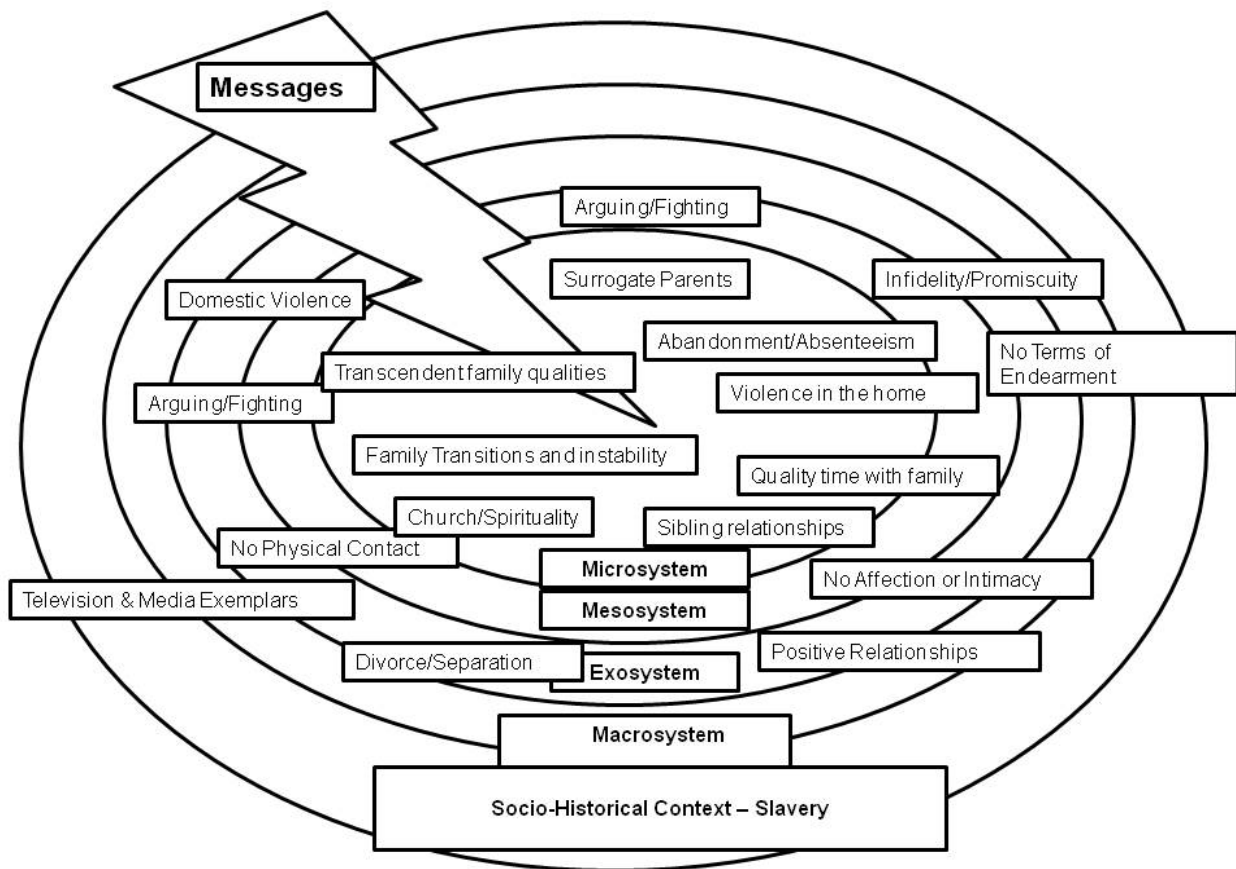 Messages
Arguing/Fighting
Surrogate Parents
Infidelity/Promiscuity
Domestic Violence
Abandonment/Absenteeism
No Terms of
Endearment
Transcendent family qualities
Violence in the home
Arguing/Fighting
Family Transitions and instability
Quality time with family
Church/Spirituality
Sibling relationships
No Physical Contact
Microsystem
No Affection or Intimacy
Television & Media Exemplars
Mesosystem
Divorce/Separation
Exosystem
Positive Relationships
Macrosystem
Socio-Historical Context – Slavery